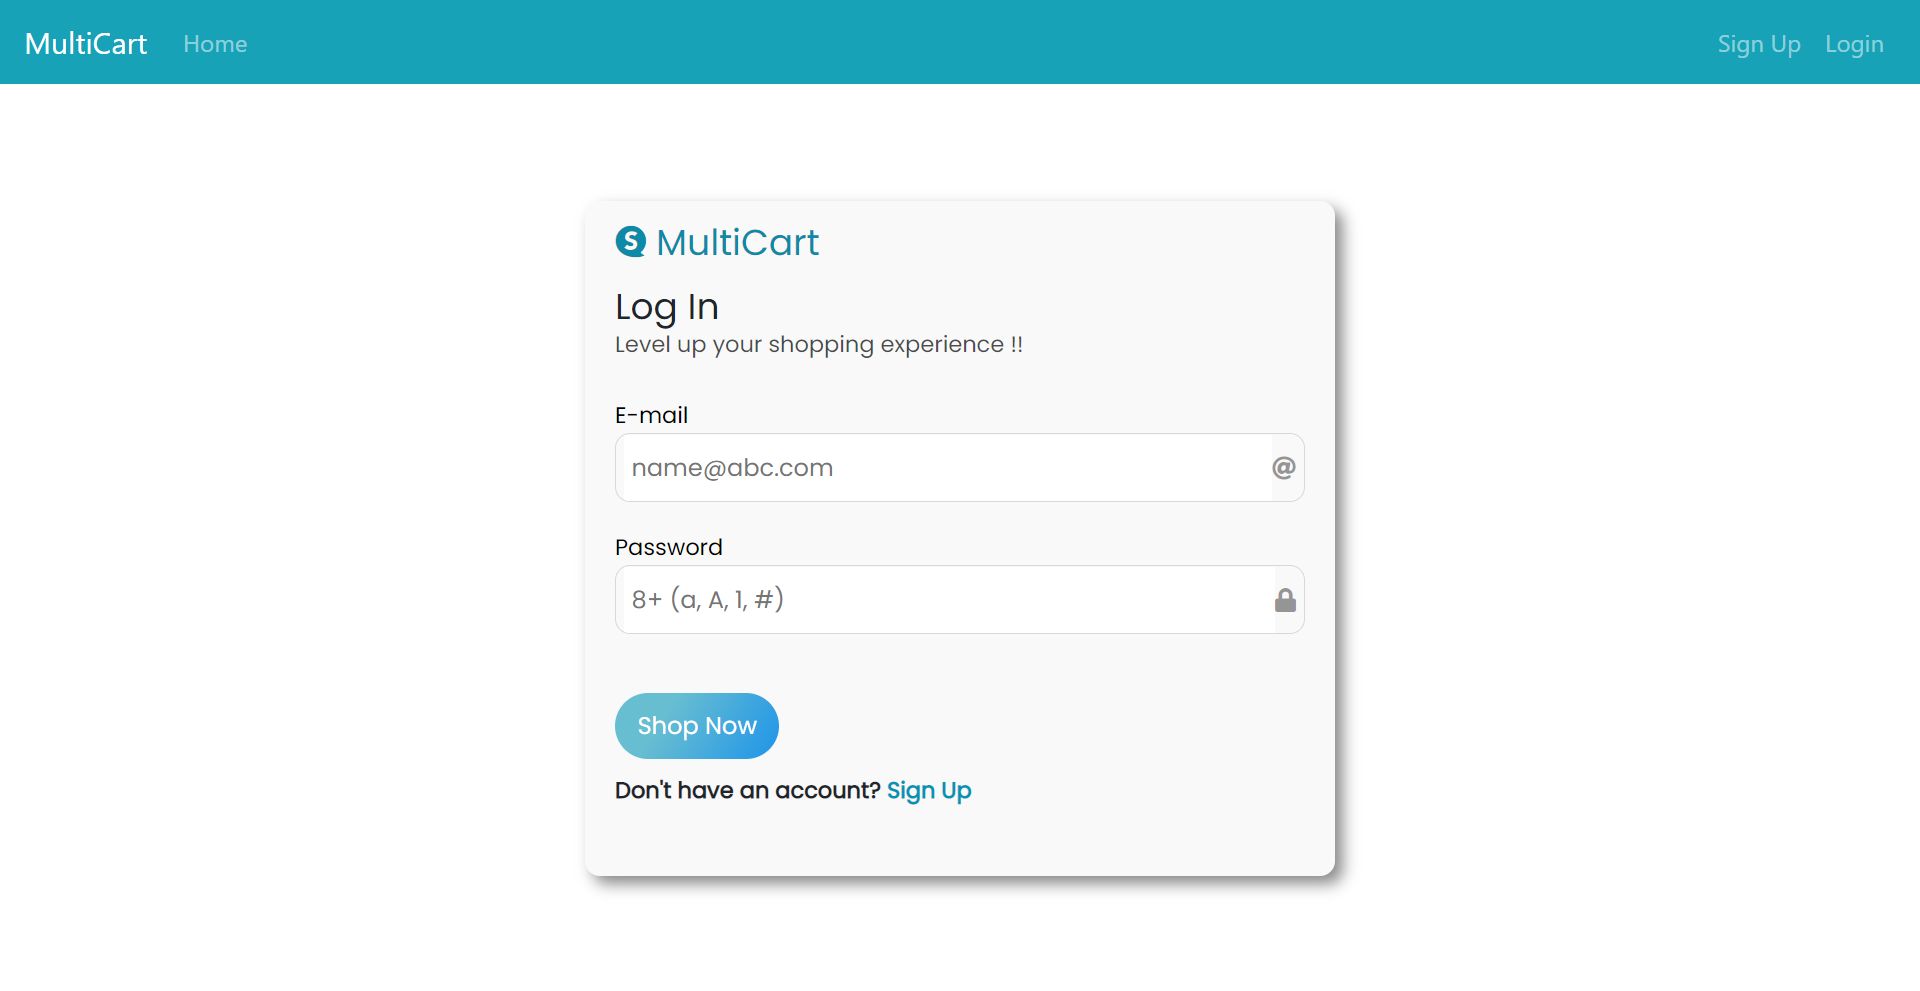 MultiCart Home Sign Up Login
S MultiCart
Log In
Level up your shopping experience !!
E-mail
name@abc.com @
Password
8+ (a, A, 1, #)
Shop Now
Don't have an account? Sign Up